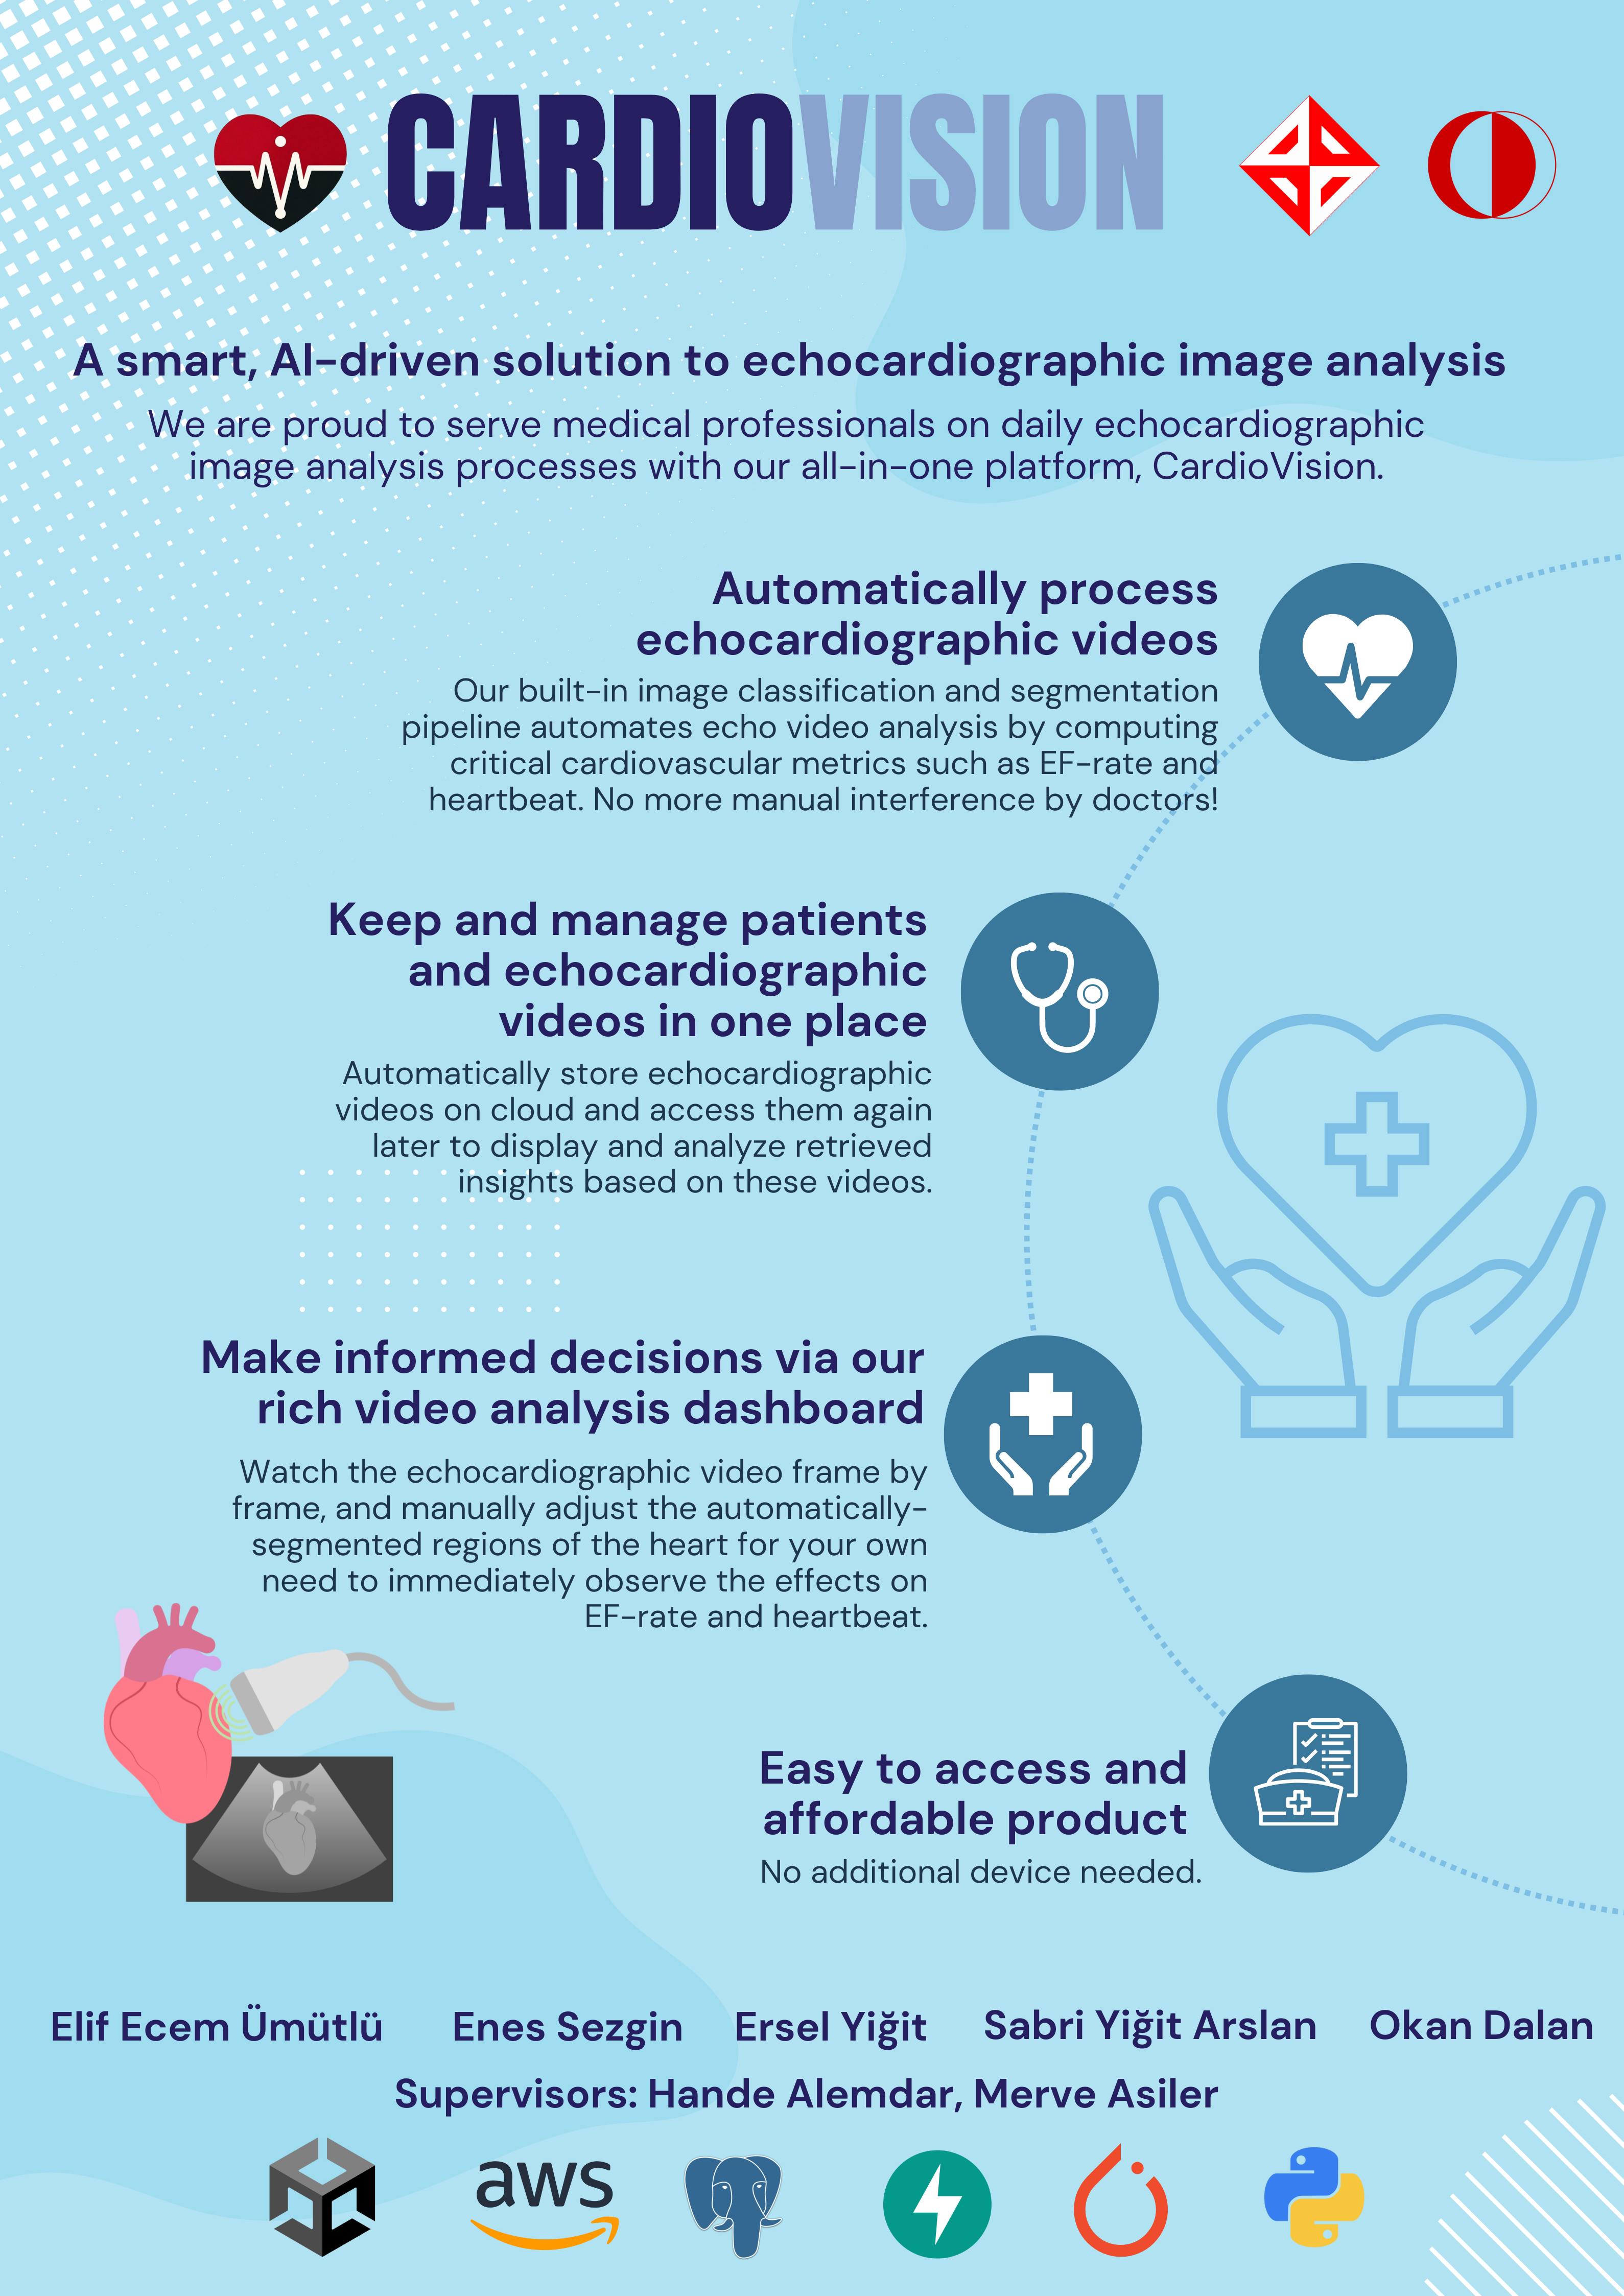 CARDIOVISION
A smart, AI-driven solution to echocardiographic image analysis
We are proud to serve medical professionals on daily echocardiographic
image analysis processes with our all-in-one platform, CardioVision.
Automatically process
echocardiographic videos
Our built-in image classification and segmentation
pipeline automates echo video analysis by computing
critical cardiovascular metrics such as EF-rate and
heartbeat. No more manual interference by doctors!
Keep and manage patients
and echocardiographic
videos in one place
Automatically store echocardiographic
videos on cloud and access them again
later to display and analyze retrieved
insights based on these videos.
Make informed decisions via our
rich video analysis dashboard
Watch the echocardiographic video frame by
frame, and manually adjust the automatically-
segmented regions of the heart for your own
need to immediately observe the effects on
EF-rate and heartbeat.
Easy to access and
affordable product
No additional device needed.
Elif Ecem Ümütlü Enes Sezgin Ersel Yiğit Sabri Yiğit Arslan Okan Dalan
Supervisors: Hande Alemdar, Merve Asiler
aws